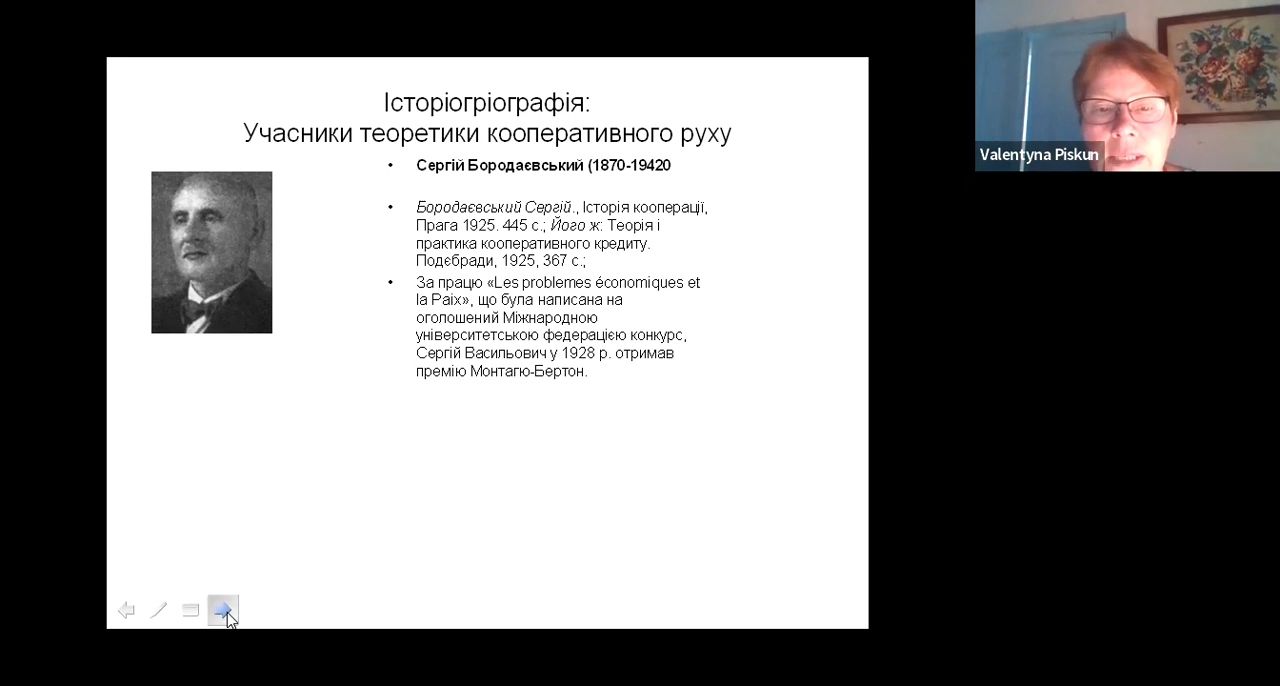 Історіогріографія:
Учасники теоретики кооперативного руху
• Сергій Бородаєвський (1870-19420
• Бородаєвський Сергій., Історія кооперації,
Прага 1925. 445 с.; Його ж: Теорія і
практика кооперативного кредиту.
Подєбради, 1925, 367 с.;
• За працю «Les problemes économiques et
la Paix», що була написана на
оголошений Міжнародною
університетською федерацією конкурс,
Сергій Васильович у 1928 р. отримав
премію Монтагю-Бертон.
Valentyna Piskun